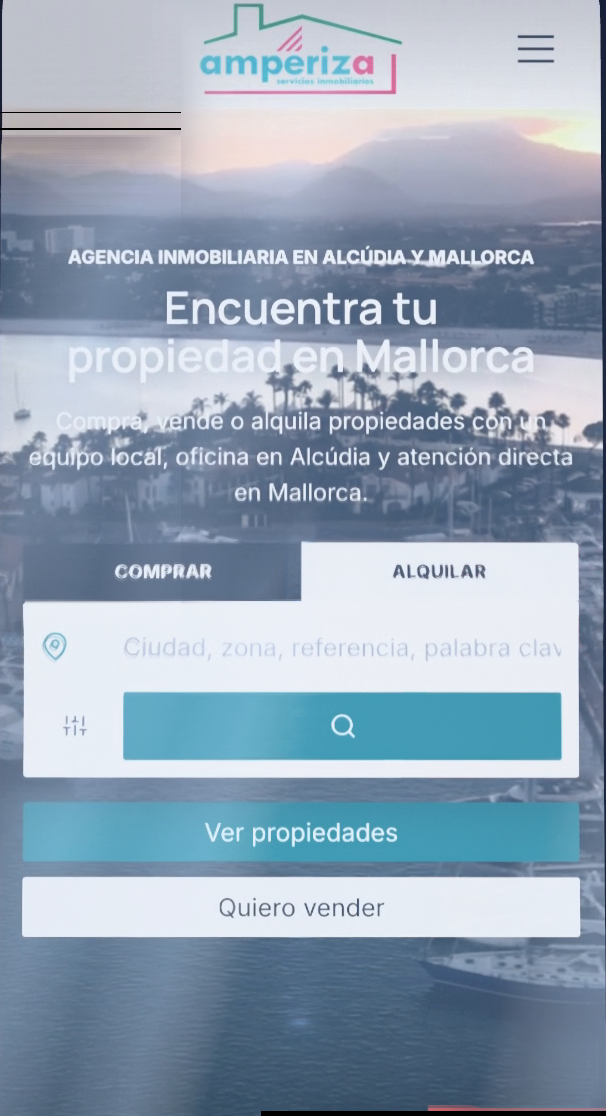 amperiza
servicios inmobiliarios
AGENCIA INMOBILIARIA EN ALCÚDIA Y MALLORCA
Encuentra tu
propiedad en Mallorca
Compra, vende o alquila propiedades con un
equipo local, oficina en Alcúdia y atención directa
en Mallorca.
COMPRAR
ALQUILAR
Ciudad, zona, referencia, palabra clav
Ver propiedades
Quiero vender